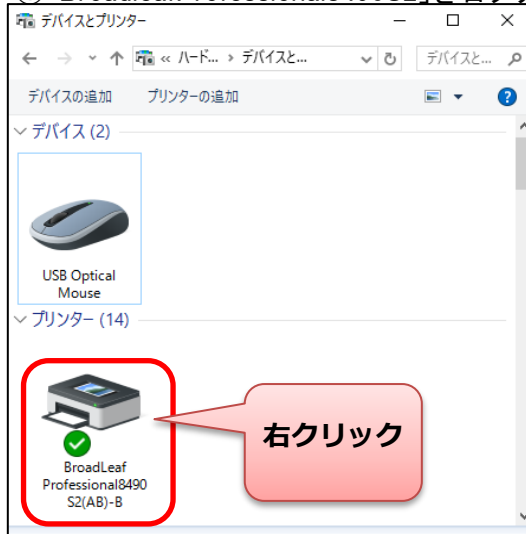 デバイスとプリンター
« ハード... › デバイスと...
デバイスと...
デバイスの追加 プリンターの追加
デバイス (2)
USB Optical
Mouse
プリンター (14)
右クリック
BroadLeaf
Professional8490
S2(AB)-B